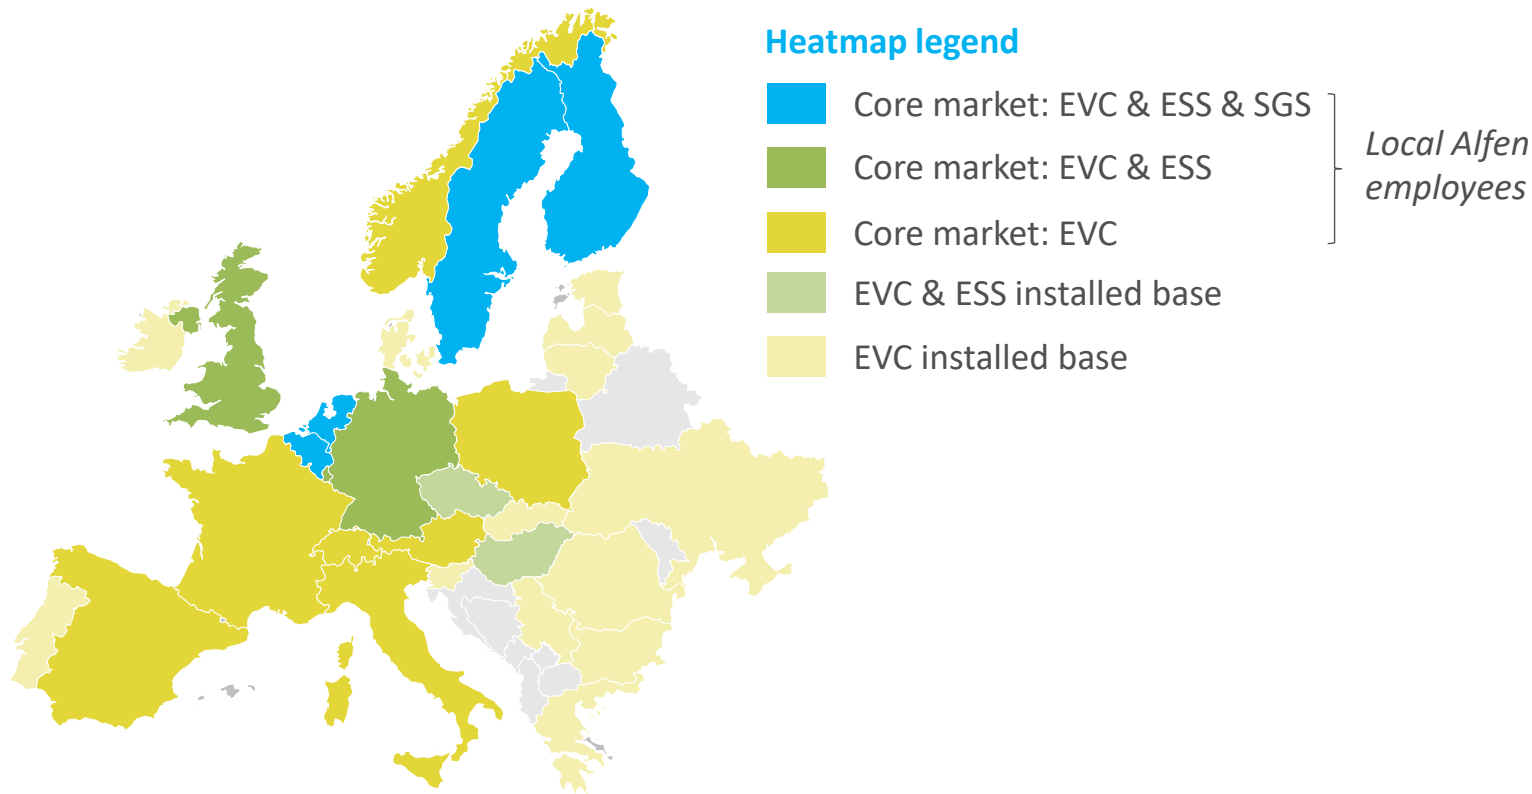 Heatmap legend
Core market: EVC & ESS & SGS
Core market: EVC & ESS
Core market: EVC
EVC & ESS installed base
EVC installed base
Local Alfen
employees